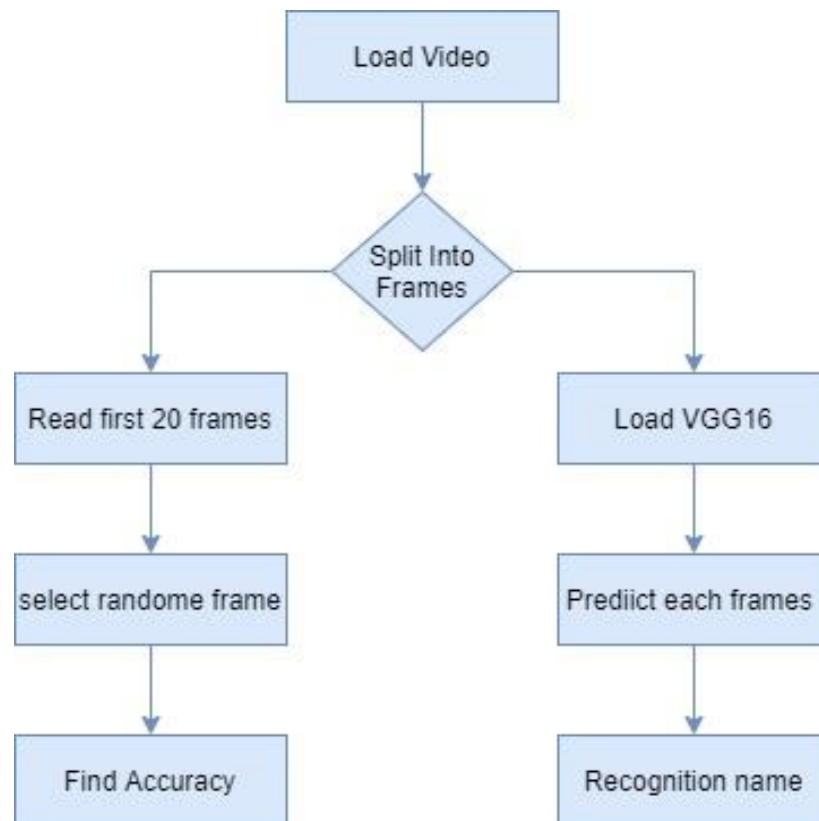 Load Video
Split Into
Frames
Read first 20 frames
Load VGG16
select randome frame
Prediict each frames
Find Accuracy
Recognition name